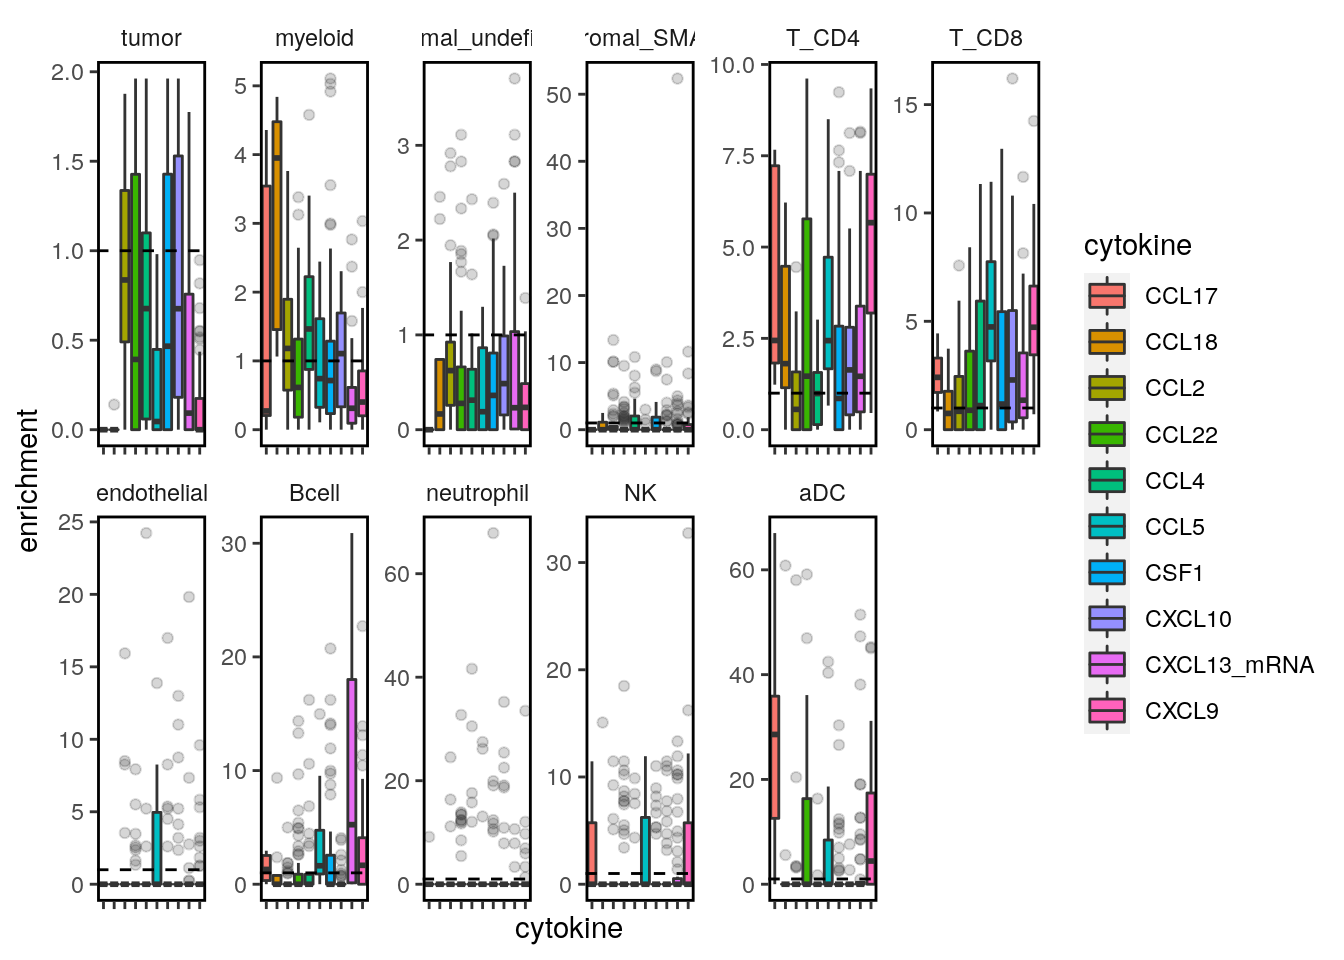 tumor myeloid mal_undefi romal_SMA T_CD4 T_CD8
2.0 1.5 1.0 0.5 0.0
5 4 3 2 1 0
3 2 1 0
50 40 30 20 10 0
10.0 7.5 5.0 2.5 0.0
15 10 5 0
enrichment
endothelial Bcell neutrophil NK aDC
25 20 15 10 5 0
30 20 10 0
60 40 20 0
30 20 10 0
60 40 20 0
cytokine
cytokine
CCL17
CCL18
CCL2
CCL22
CCL4
CCL5
CSF1
CXCL10
CXCL13_mRNA
CXCL9